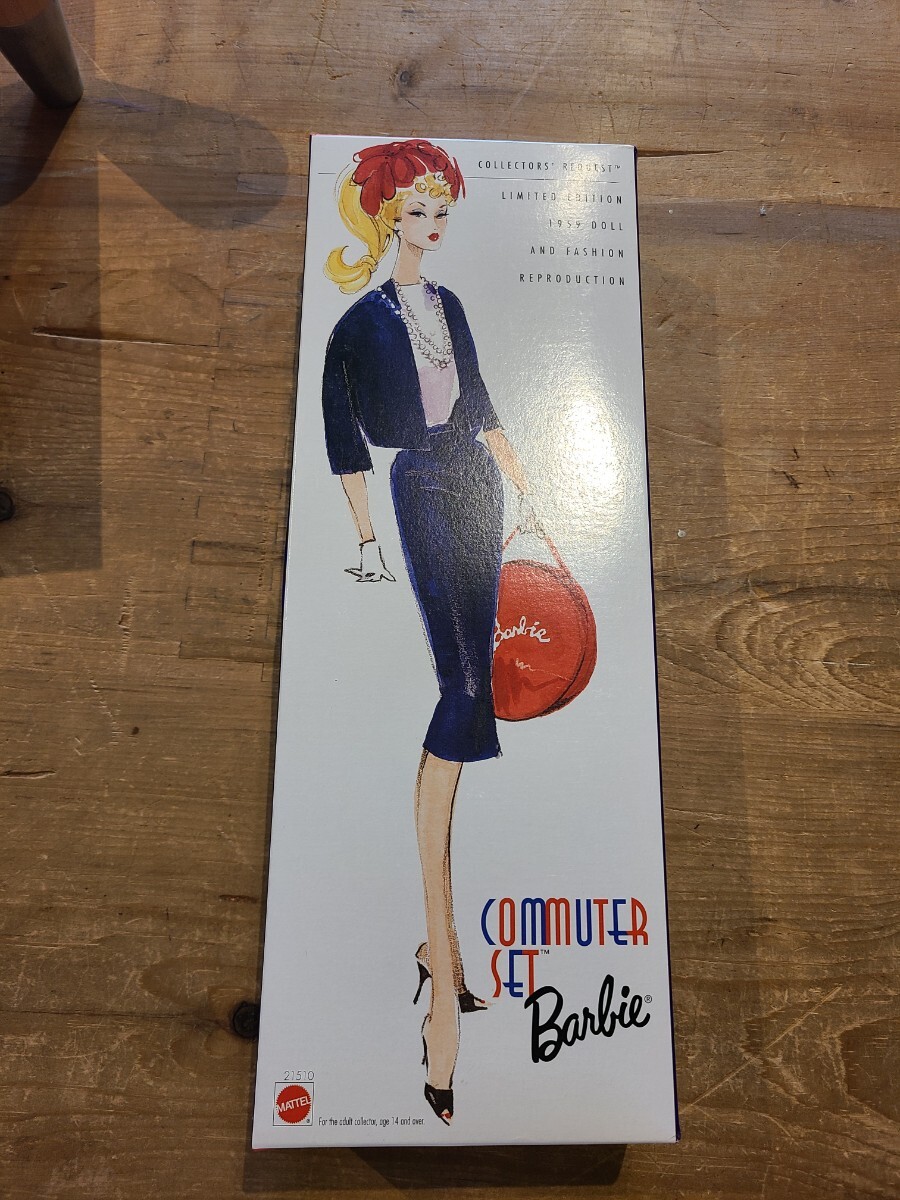 COLLECTORS' REQUEST™
LIMITED EDITION
1959 DOLL
AND FASHION
REPRODUCTION
Barbie
COMMUTER
SET™
Barbie®
21510
MATTEL
®
For the adult collector, age 14 and over.